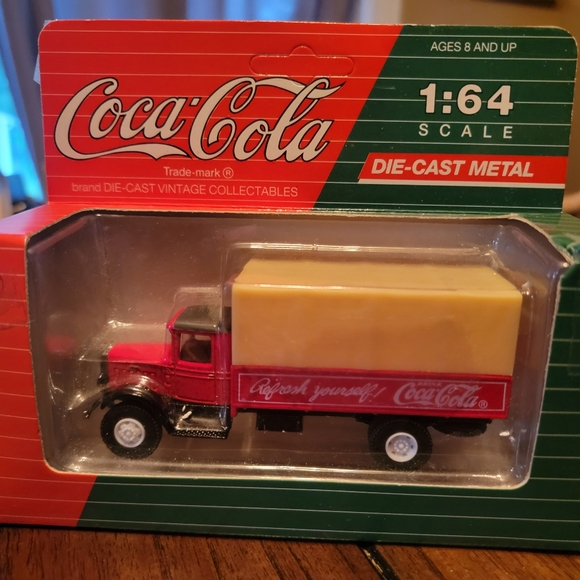 AGES 8 AND UP
Coca-Cola
1:64
SCALE
Trade-mark ®
DIE-CAST METAL
brand DIE-CAST VINTAGE COLLECTABLES
Refresh yourself!
DRINK
Coca-Cola ®